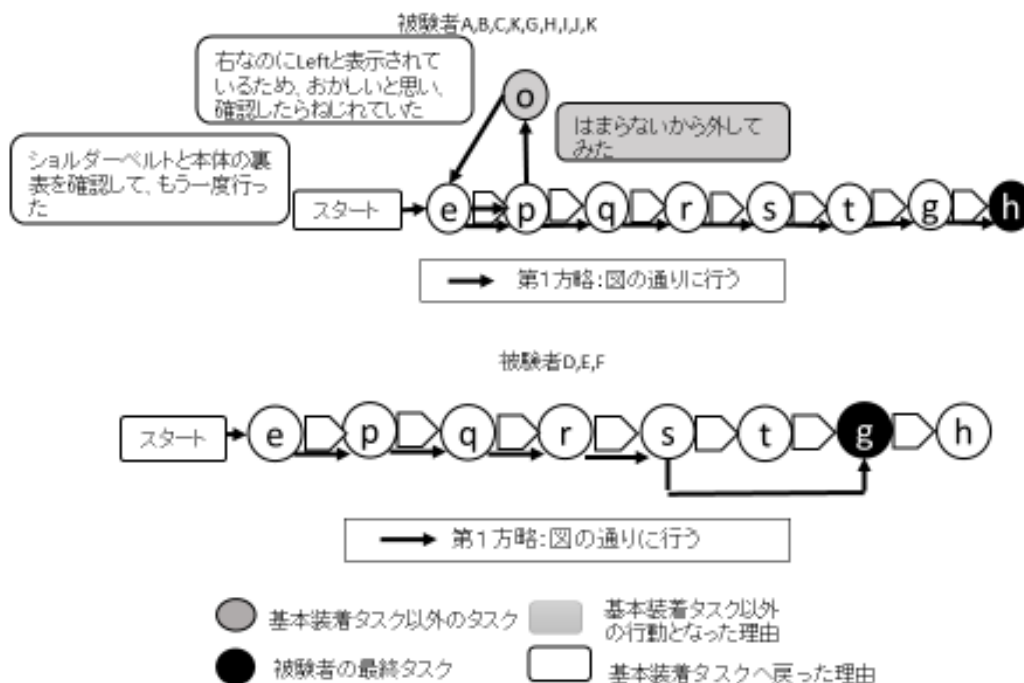 被験者A,B,C,K,G,H,I,J,K
右なのにLeftと表示されて
いるため、おかしいと思い、
確認したらねじれていた
o
はまらないから外して
みた
ショルダーベルトと本体の裏
表を確認して、もう一度行っ
た
スタート
e p q r s t g h
第1方略:図の通りに行う
被験者D,E,F
スタート
e p q r s t g h
第1方略:図の通りに行う
基本装着タスク以外のタスク
基本装着タスク以外
の行動となった理由
被験者の最終タスク
基本装着タスクへ戻った理由